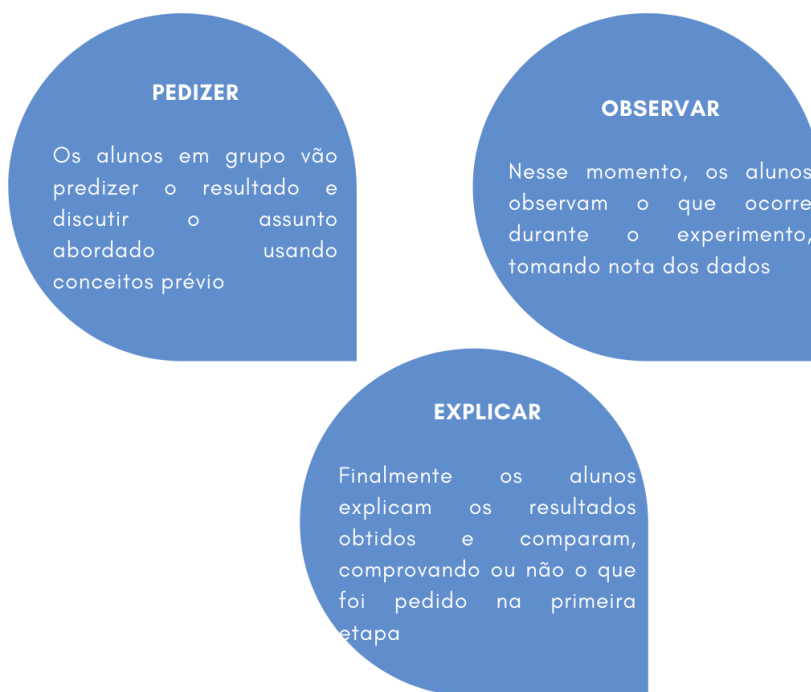 PEDIZER
Os alunos em grupo vão
predizer o resultado e
discutir o assunto
abordado usando
conceitos prévio
OBSERVAR
Nesse momento, os alunos
observam o que ocorre
durante o experimento,
tomando nota dos dados
EXPLICAR
Finalmente os alunos
explicam os resultados
obtidos e comparam,
comprovando ou não o que
foi pedido na primeira
etapa